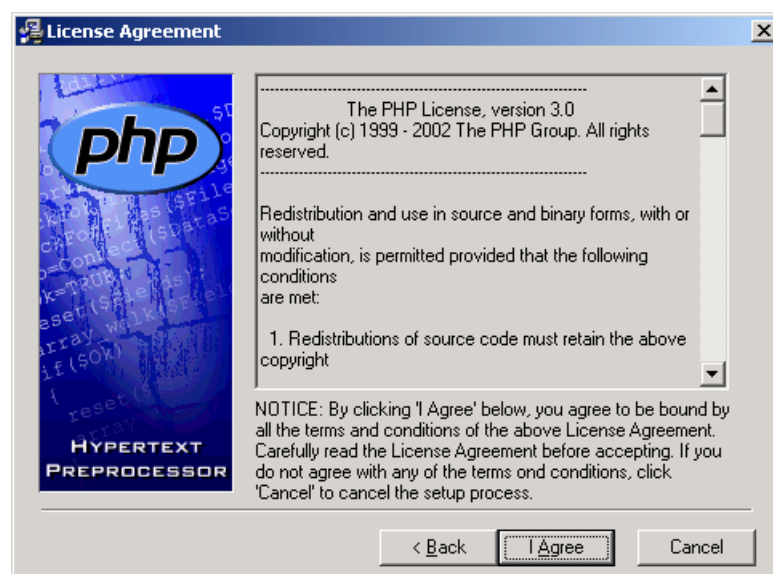 License Agreement
php
HYPERTEXT
PREPROCESSOR
-----------------------------------------------------------------
The PHP License, version 3.0
Copyright (c) 1999 - 2002 The PHP Group. All rights
reserved.
-----------------------------------------------------------------
Redistribution and use in source and binary forms, with or
without
modification, is permitted provided that the following
conditions
are met:
1. Redistributions of source code must retain the above
copyright
NOTICE: By clicking 'I Agree' below, you agree to be bound by
all the terms and conditions of the above License Agreement.
Carefully read the License Agreement before accepting. If you
do not agree with any of the terms ond conditions, click
'Cancel' to cancel the setup process.
< Back
I Agree
Cancel